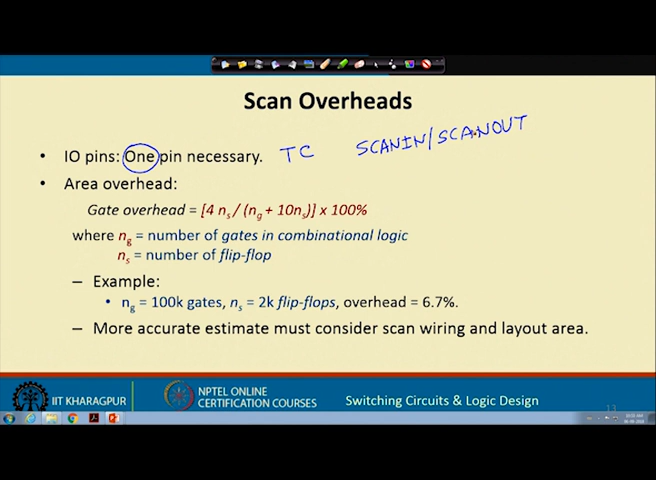 Scan Overheads
• IO pins: One pin necessary. TC SCANIN/SCANOUT
• Area overhead:
Gate overhead = [4 ns / (ng + 10ns)] x 100%
where ng = number of gates in combinational logic
ns = number of flip-flop
– Example:
• ng = 100k gates, ns = 2k flip-flops, overhead = 6.7%.
– More accurate estimate must consider scan wiring and layout area.
IIT KHARAGPUR
NPTEL ONLINE
CERTIFICATION COURSES
Switching Circuits & Logic Design
13